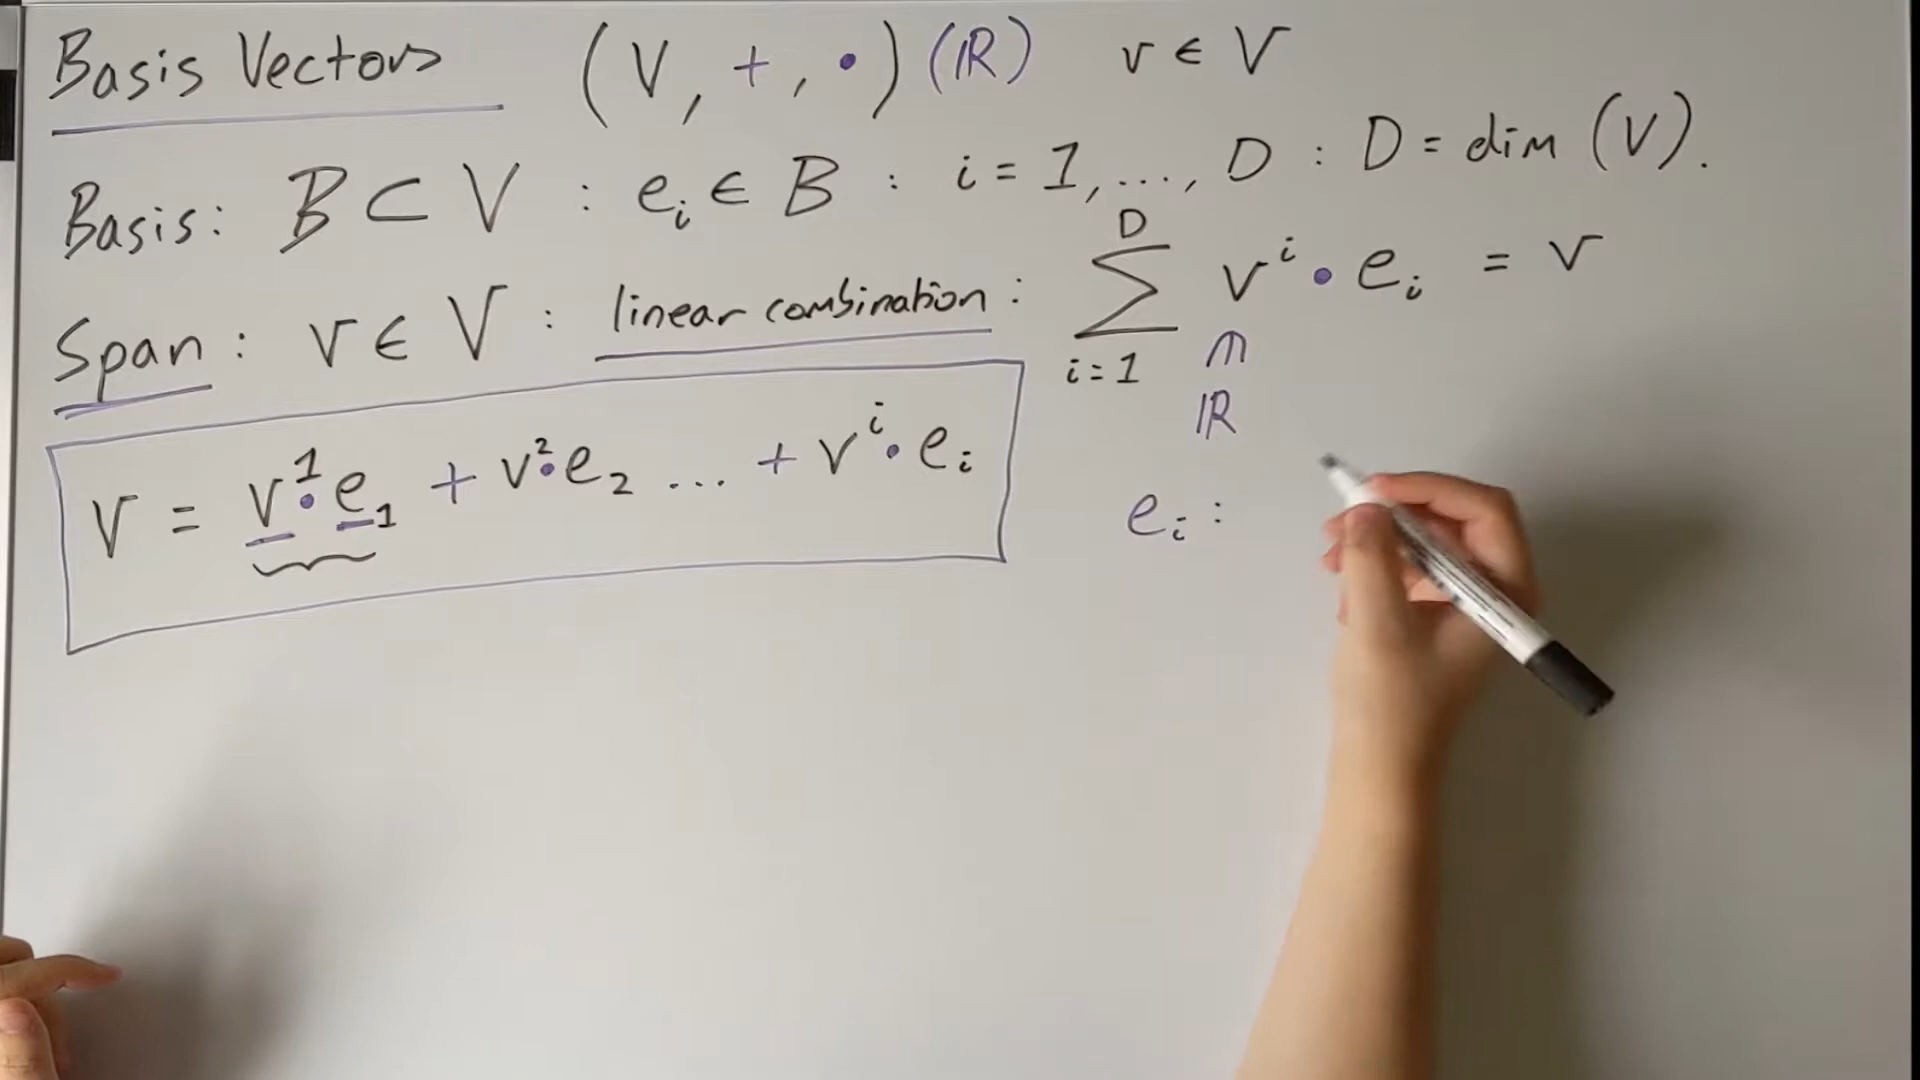 Basis Vectors (V, +, •) (ℝ) v ∈ V
Basis: B ⊂ V : eᵢ ∈ B : i = 1, ..., D : D = dim (V).
Span: v ∈ V : linear combination: ∑ᴰᵢ₌₁ vⁱ • eᵢ = v
⋒
ℝ
V = v¹ • e₁ + v² • e₂ ... + vⁱ • eᵢ
eᵢ :